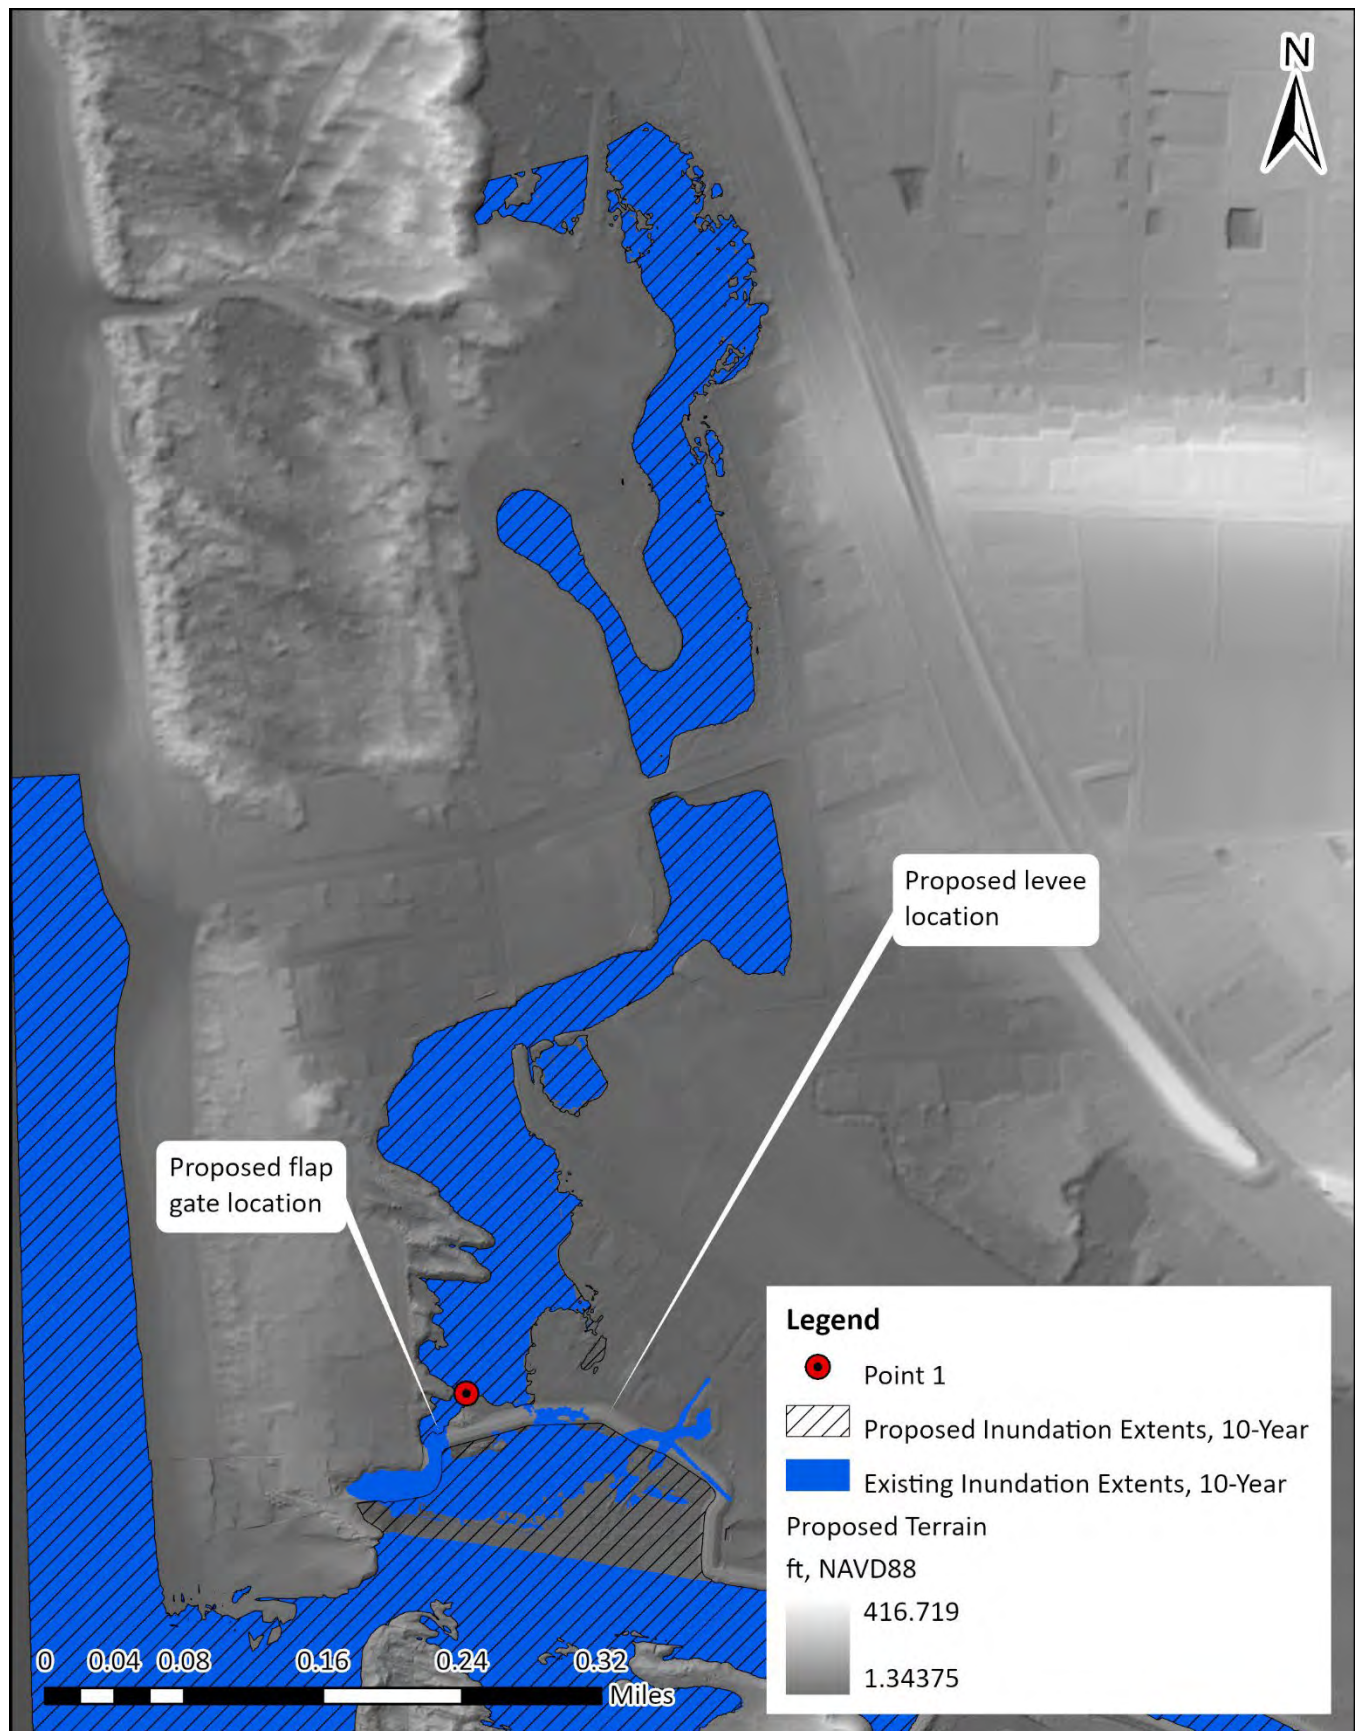 N
Proposed levee
location
Proposed flap
gate location
Legend
Point 1
Proposed Inundation Extents, 10-Year
Existing Inundation Extents, 10-Year
Proposed Terrain
ft, NAVD88
416.719
1.34375
0 0.04 0.08 0.16 0.24 0.32
Miles